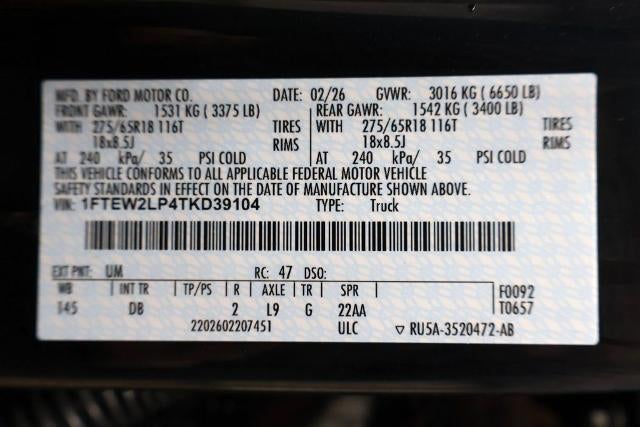 MFD. BY FORD MOTOR CO. DATE: 02/26 GVWR: 3016 KG ( 6650 LB)
FRONT GAWR: 1531 KG ( 3375 LB) REAR GAWR: 1542 KG ( 3400 LB)
WITH 275/65R18 116T TIRES WITH 275/65R18 116T TIRES
18x8.5J RIMS 18x8.5J RIMS
AT 240 kPa/ 35 PSI COLD AT 240 kPa/ 35 PSI COLD
THIS VEHICLE CONFORMS TO ALL APPLICABLE FEDERAL MOTOR VEHICLE
SAFETY STANDARDS IN EFFECT ON THE DATE OF MANUFACTURE SHOWN ABOVE.
VIN: 1FTEW2LP4TKD39104 TYPE: Truck
EXT PNT: UM RC: 47 DSO:
WB INT TR TP/PS R AXLE TR SPR F0092
145 DB 2 L9 G 22AA T0657
2202602207451 ULC ▽ RU5A-3520472-AB